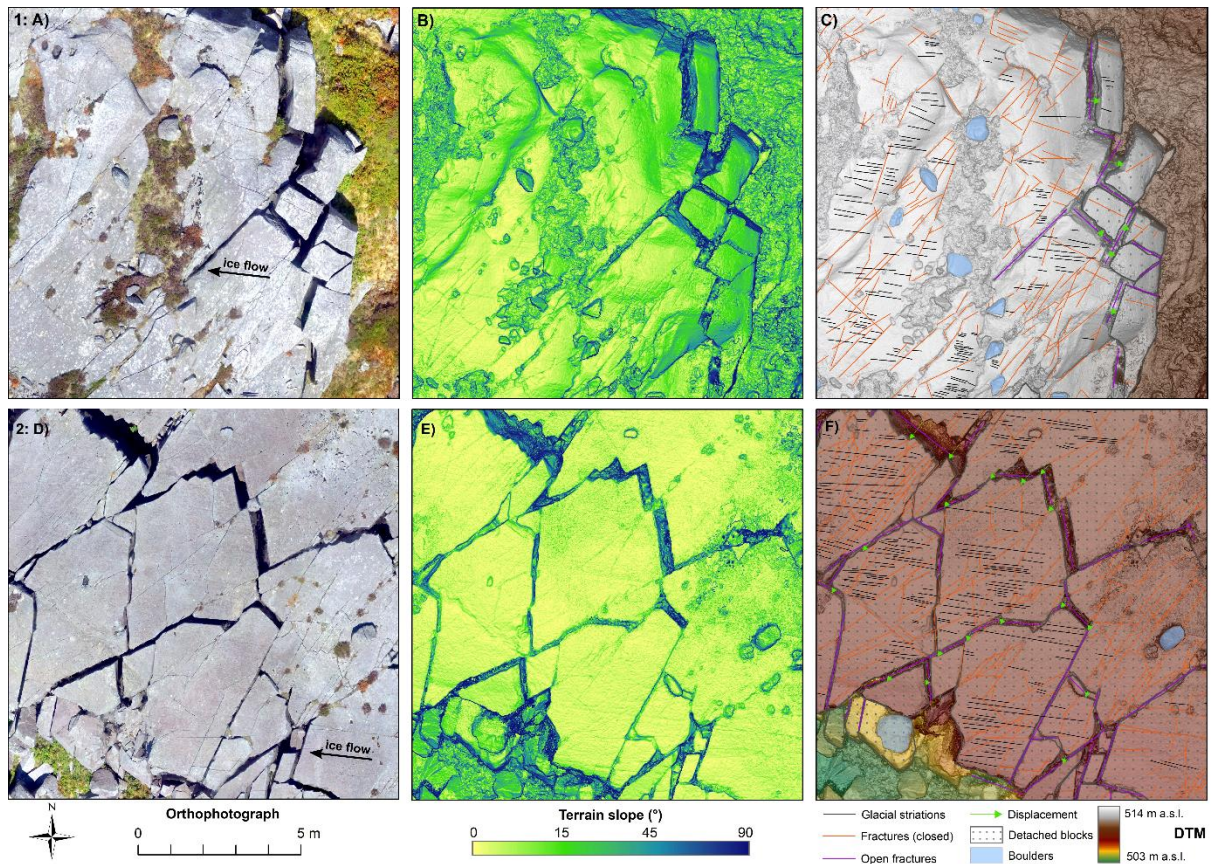 1: A)
B)
C)
ice flow
2: D)
E)
F)
ice flow
N
Orthophotograph
0 5 m
Terrain slope (°)
0 15 45 90
Glacial striations
Fractures (closed)
Open fractures
Displacement
Detached blocks
Boulders
514 m a.s.l.
DTM
503 m a.s.l.